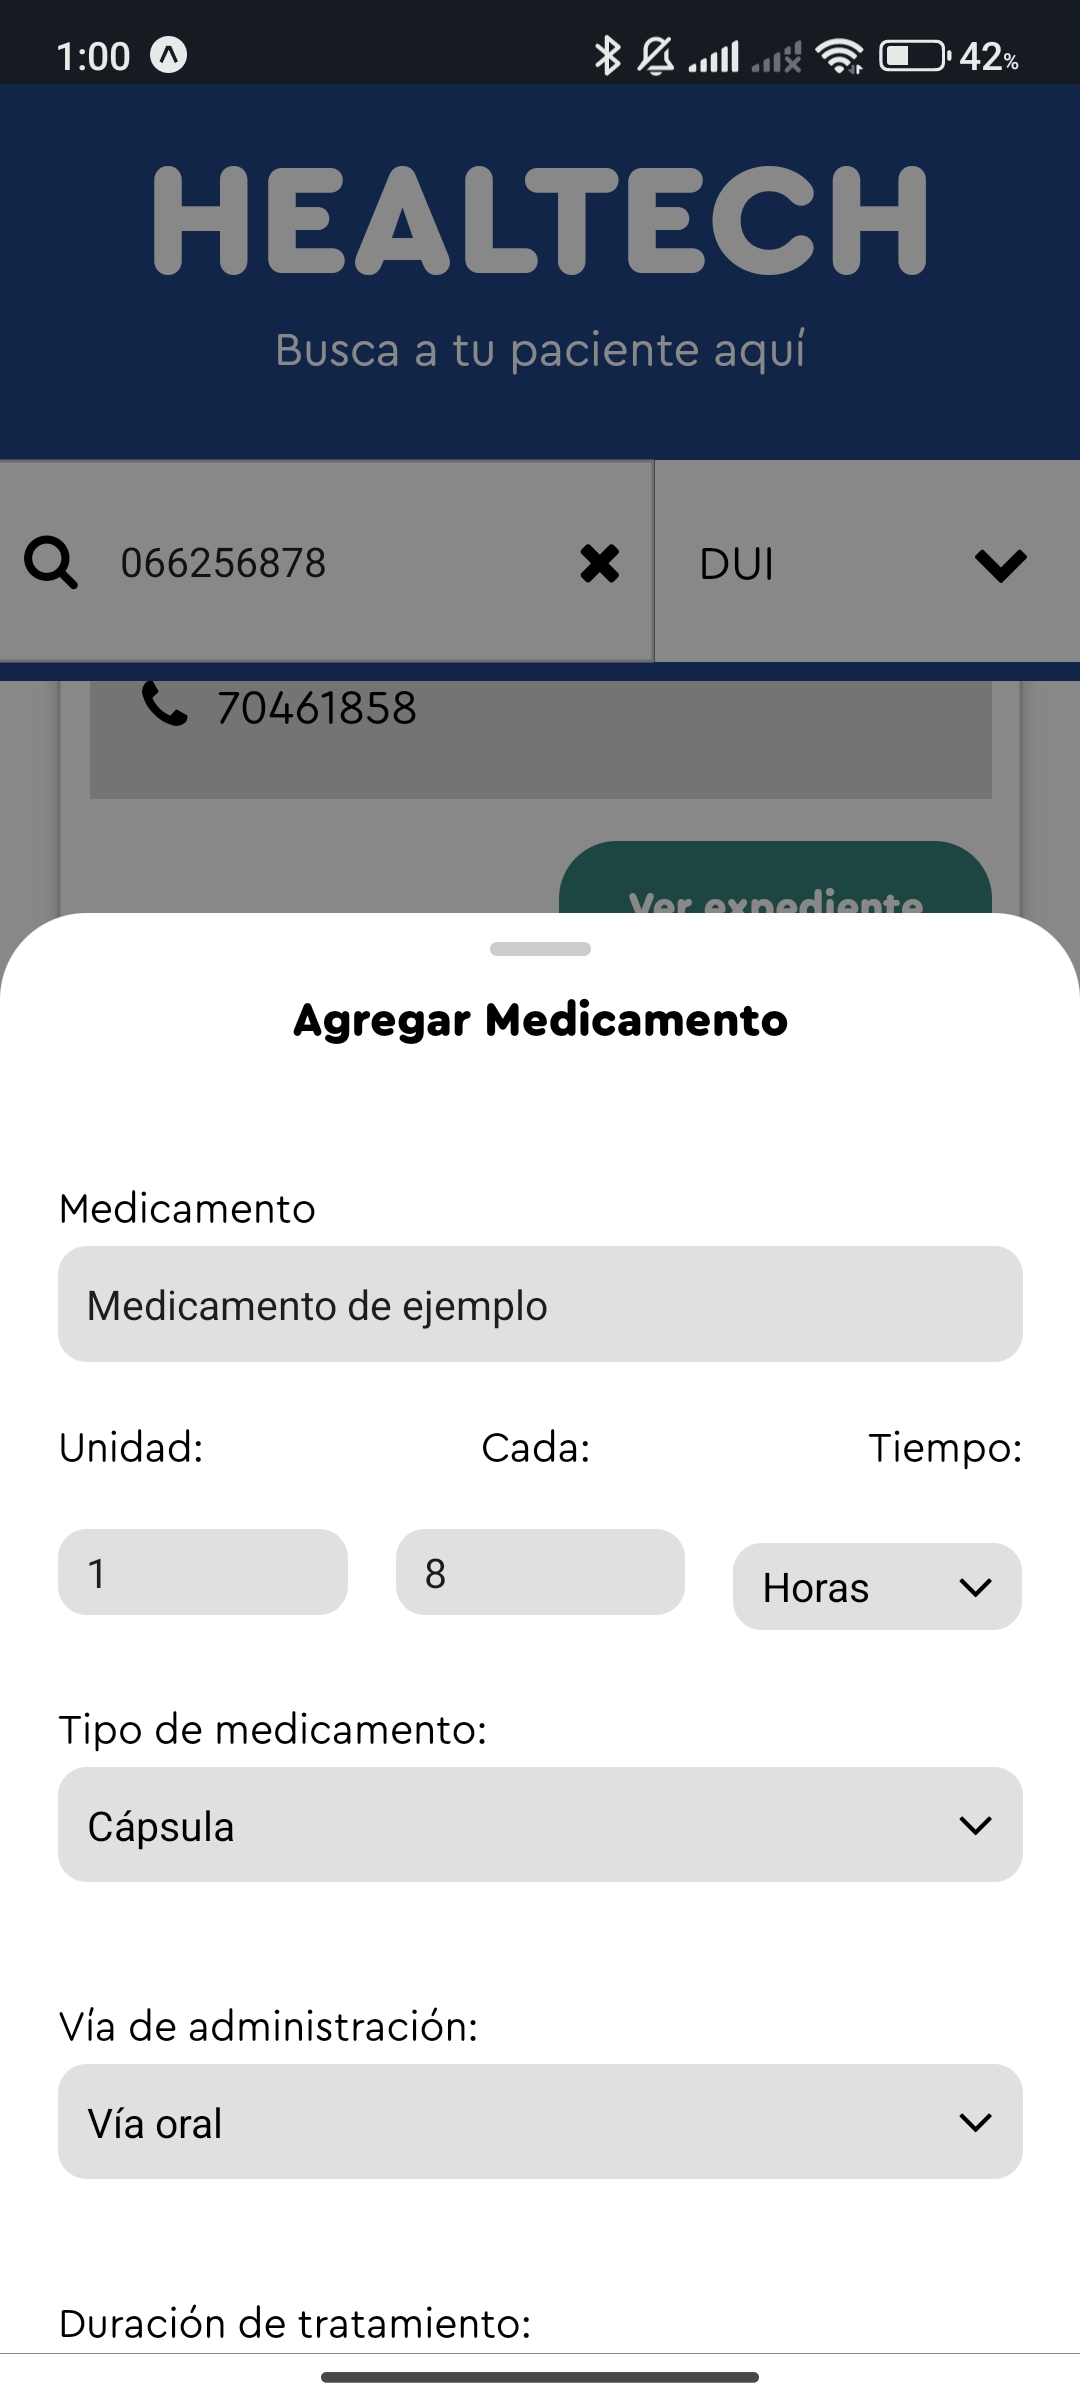 1:00
42%
HEALTECH
Busca a tu paciente aquí
066256878
DUI
70461858
Ver expediente
Agregar Medicamento
Medicamento
Medicamento de ejemplo
Unidad: Cada: Tiempo:
1 8 Horas
Tipo de medicamento:
Cápsula
Vía de administración:
Vía oral
Duración de tratamiento: